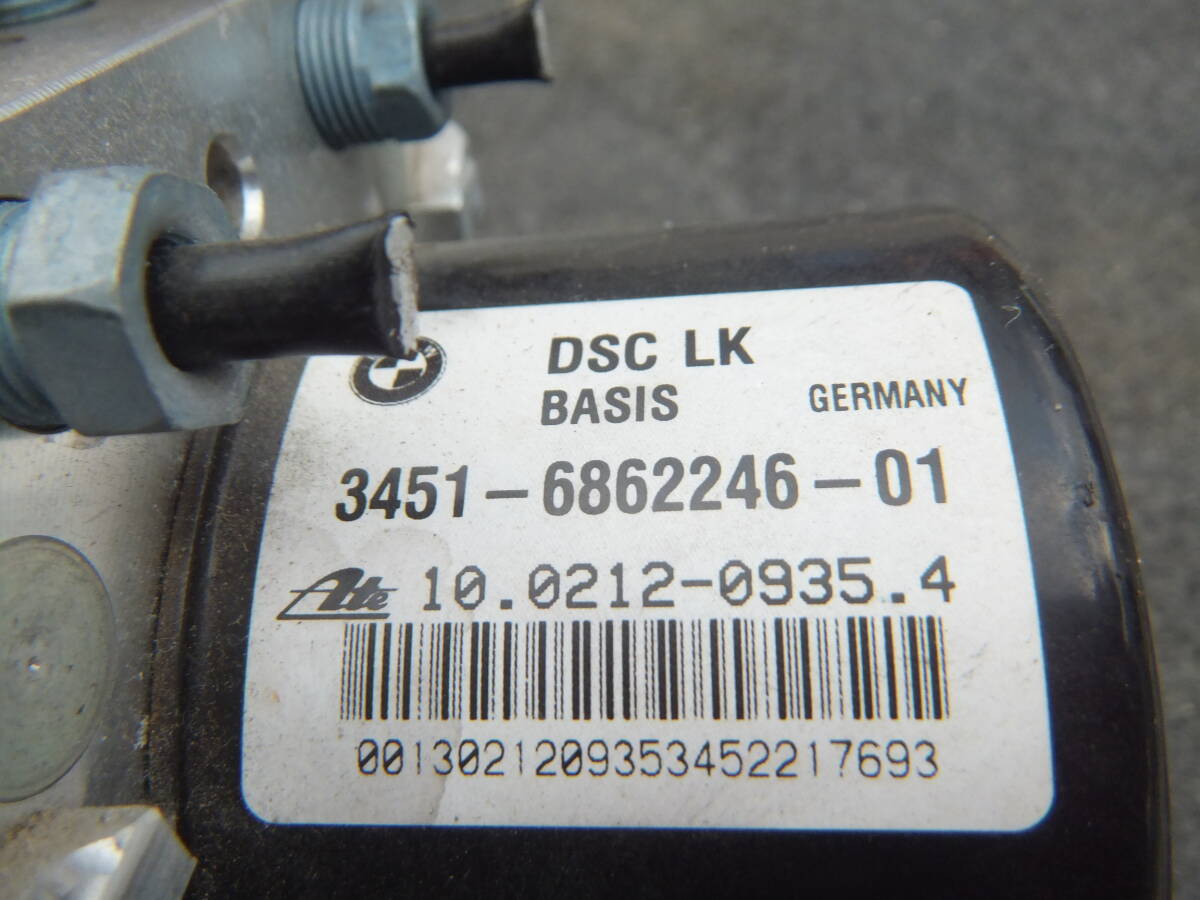 DSC LK
BASIS
GERMANY
3451-6862246-01
Ate 10.0212-0935.4
0013021209353452217693